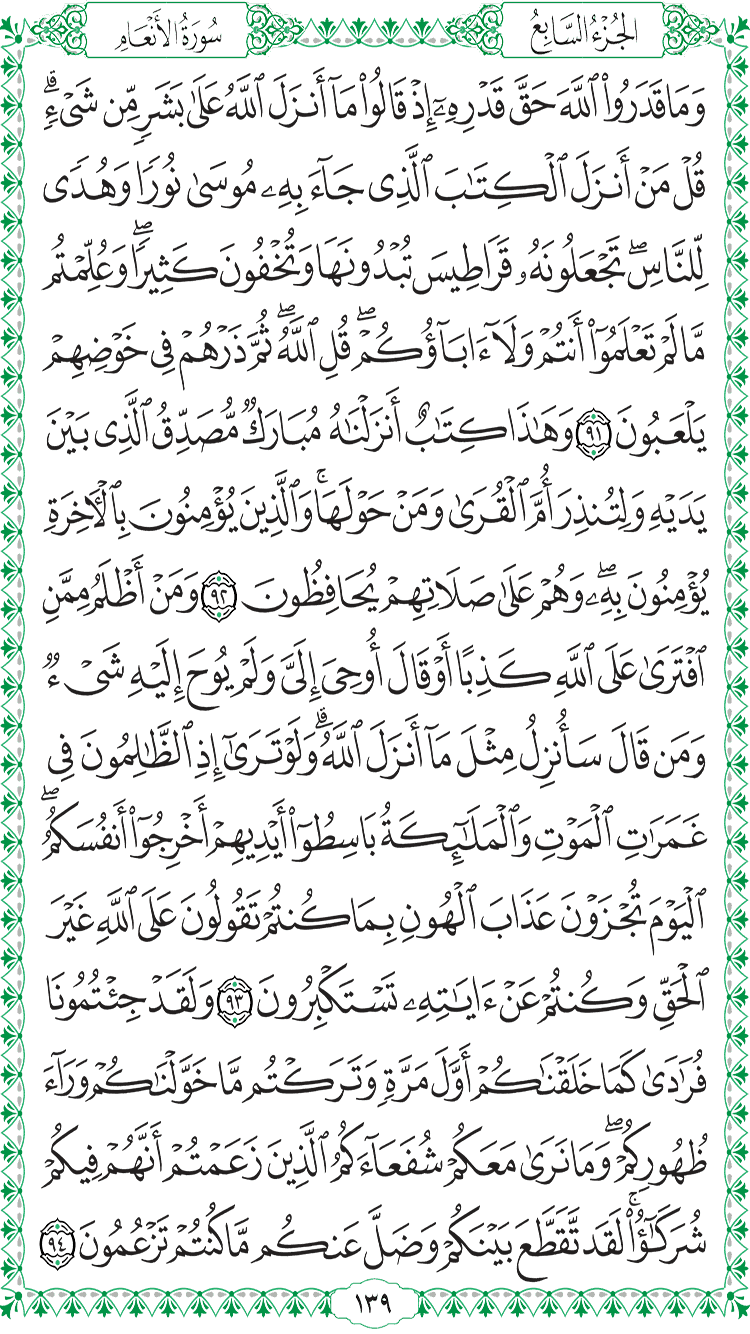 الجُزْءُ السَّابِعُ
سُورَةُ الأَنْعَام
وَمَا قَدَرُوا۟ ٱللَّهَ حَقَّ قَدْرِهِۦٓ إِذْ قَالُوا۟ مَآ أَنزَلَ ٱللَّهُ عَلَىٰ بَشَرٍ مِّن شَىْءٍ ۗ
قُلْ مَنْ أَنزَلَ ٱلْكِتَـٰبَ ٱلَّذِى جَآءَ بِهِۦ مُوسَىٰ نُورًا وَهُدًى
لِّلنَّاسِ ۖ تَجْعَلُونَهُۥ قَرَاطِيسَ تُبْدُونَهَا وَتُخْفُونَ كَثِيرًا ۖ وَعُلِّمْتُم
مَّا لَمْ تَعْلَمُوٓا۟ أَنتُمْ وَلَآ ءَابَآؤُكُمْ ۖ قُلِ ٱللَّهُ ۖ ثُمَّ ذَرْهُمْ فِى خَوْضِهِمْ
يَلْعَبُونَ ٩١ وَهَـٰذَا كِتَـٰبٌ أَنزَلْنَـٰهُ مُبَارَكٌ مُّصَدِّقُ ٱلَّذِى بَيْنَ
يَدَيْهِ وَلِتُنذِرَ أُمَّ ٱلْقُرَىٰ وَمَنْ حَوْلَهَا ۚ وَٱلَّذِينَ يُؤْمِنُونَ بِٱلْـَٔاخِرَةِ
يُؤْمِنُونَ بِهِۦ ۖ وَهُمْ عَلَىٰ صَلَاتِهِمْ يُحَافِظُونَ ٩٢ وَمَنْ أَظْلَمُ مِمَّنِ
ٱفْتَرَىٰ عَلَى ٱللَّهِ كَذِبًا أَوْ قَالَ أُوحِىَ إِلَىَّ وَلَمْ يُوحَ إِلَيْهِ شَىْءٌ
وَمَن قَالَ سَأُنزِلُ مِثْلَ مَآ أَنزَلَ ٱللَّهُ ۗ وَلَوْ تَرَىٰٓ إِذِ ٱلظَّـٰلِمُونَ فِى
غَمَرَٰتِ ٱلْمَوْتِ وَٱلْمَلَـٰٓئِكَةُ بَاسِطُوٓا۟ أَيْدِيهِمْ أَخْرِجُوٓا۟ أَنفُسَكُمُ ۖ
ٱلْيَوْمَ تُجْزَوْنَ عَذَابَ ٱلْهُونِ بِمَا كُنتُمْ تَقُولُونَ عَلَى ٱللَّهِ غَيْرَ
ٱلْحَقِّ وَكُنتُمْ عَنْ ءَايَـٰتِهِۦ تَسْتَكْبِرُونَ ٩٣ وَلَقَدْ جِئْتُمُونَا
فُرَٰدَىٰ كَمَا خَلَقْنَـٰكُمْ أَوَّلَ مَرَّةٍ وَتَرَكْتُم مَّا خَوَّلْنَـٰكُمْ وَرَآءَ
ظُهُورِكُمْ ۖ وَمَا نَرَىٰ مَعَكُمْ شُفَعَآءَكُمُ ٱلَّذِينَ زَعَمْتُمْ أَنَّهُمْ فِيكُمْ
شُرَكَـٰٓؤُا۟ ۚ لَقَد تَّقَطَّعَ بَيْنَكُمْ وَضَلَّ عَنكُم مَّا كُنتُمْ تَزْعُمُونَ ٩٤
١٣٩